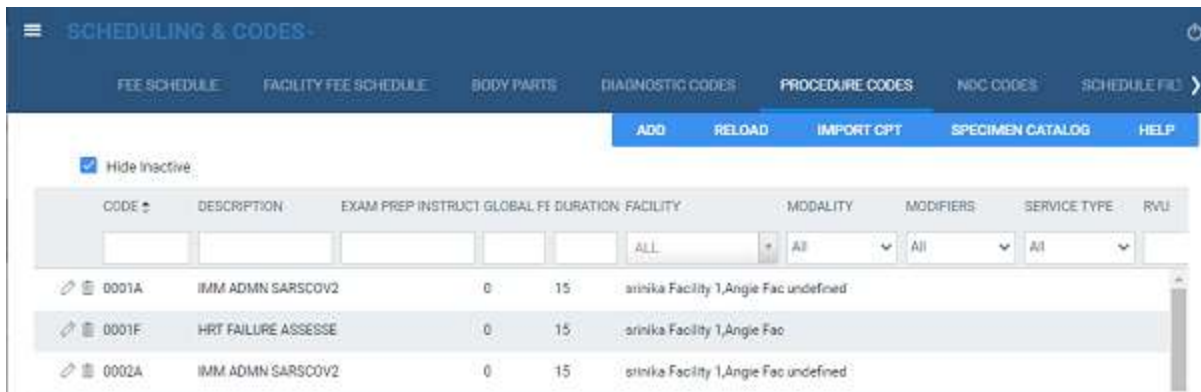 SCHEDULING & CODES-
FEE SCHEDULE FACILITY FEE SCHEDULE BODY PARTS DIAGNOSTIC CODES PROCEDURE CODES NDC CODES SCHEDULE
ADD RELOAD IMPORT CPT SPECIMEN CATALOG HELP
Hide Inactive
CODE DESCRIPTION EXAM PREP INSTRUCT GLOBAL FE DURATION FACILITY MODALITY MODIFIERS SERVICE TYPE RVU
ALL All All All
0001A IMM ADMN SARSCOV2 0 15 srinika Facility 1,Angie Fac undefined
0001F HRT FAILURE ASSESSE 0 15 srinika Facility 1,Angie Fac
0002A IMM ADMN SARSCOV2 0 15 srinika Facility 1,Angie Fac undefined